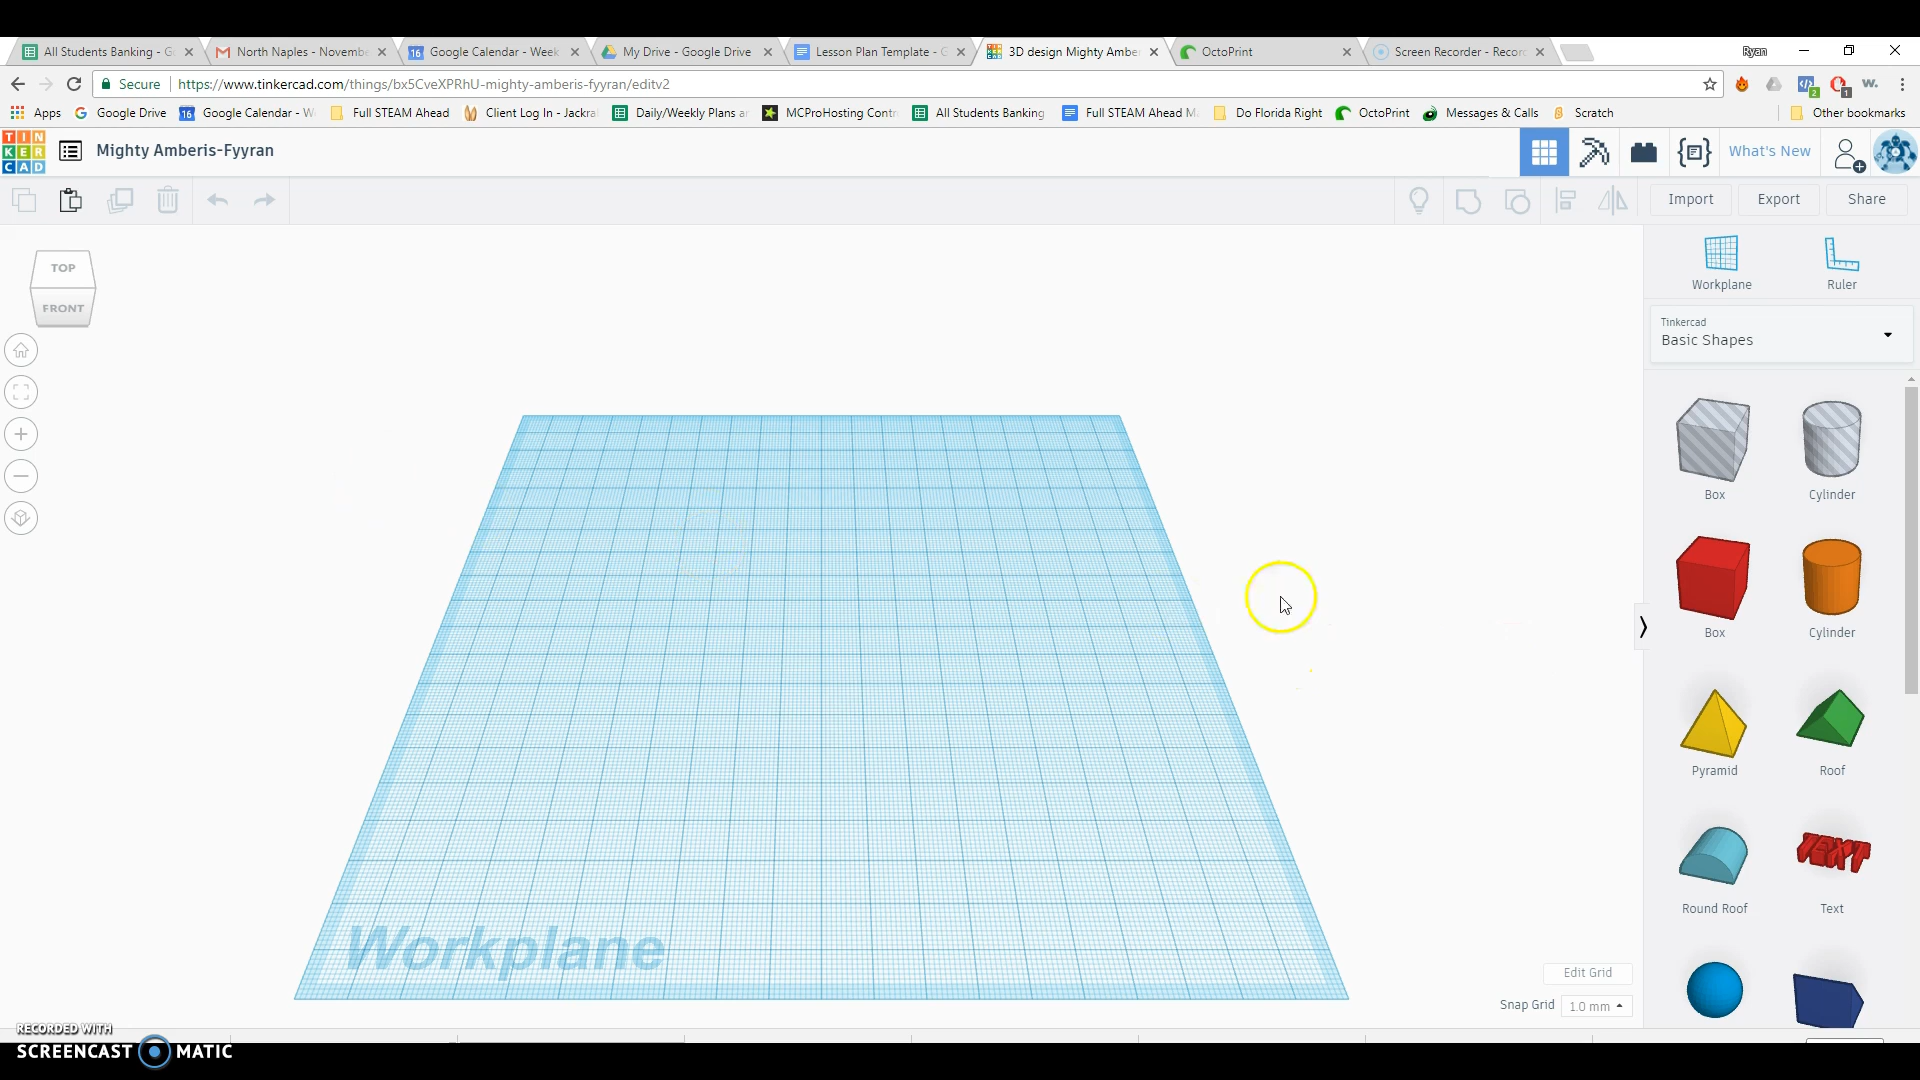 All Students Banking - G
North Naples - Novembe
Google Calendar - Week
My Drive - Google Drive
Lesson Plan Template - G
3D design Mighty Ambe
OctoPrint
Screen Recorder - Recor
Ryan
Secure
https://www.tinkercad.com/things/bx5CveXPRhU-mighty-amberis-fyyran/editv2
2
1
Apps
Google Drive
Google Calendar - W
Full STEAM Ahead
Client Log In - Jackra
Daily/Weekly Plans ar
MCProHosting Contr
All Students Banking
Full STEAM Ahead M
Do Florida Right
OctoPrint
Messages & Calls
Scratch
Other bookmarks
TIN
KER
CAD
Mighty Amberis-Fyyran
What's New
Import
Export
Share
TOP
FRONT
Workplane
Ruler
Tinkercad
Basic Shapes
Box
Cylinder
Box
Cylinder
Pyramid
Roof
TEXT
Round Roof
Text
Workplane
Edit Grid
Snap Grid
1.0 mm
RECORDED WITH
SCREENCAST MATIC